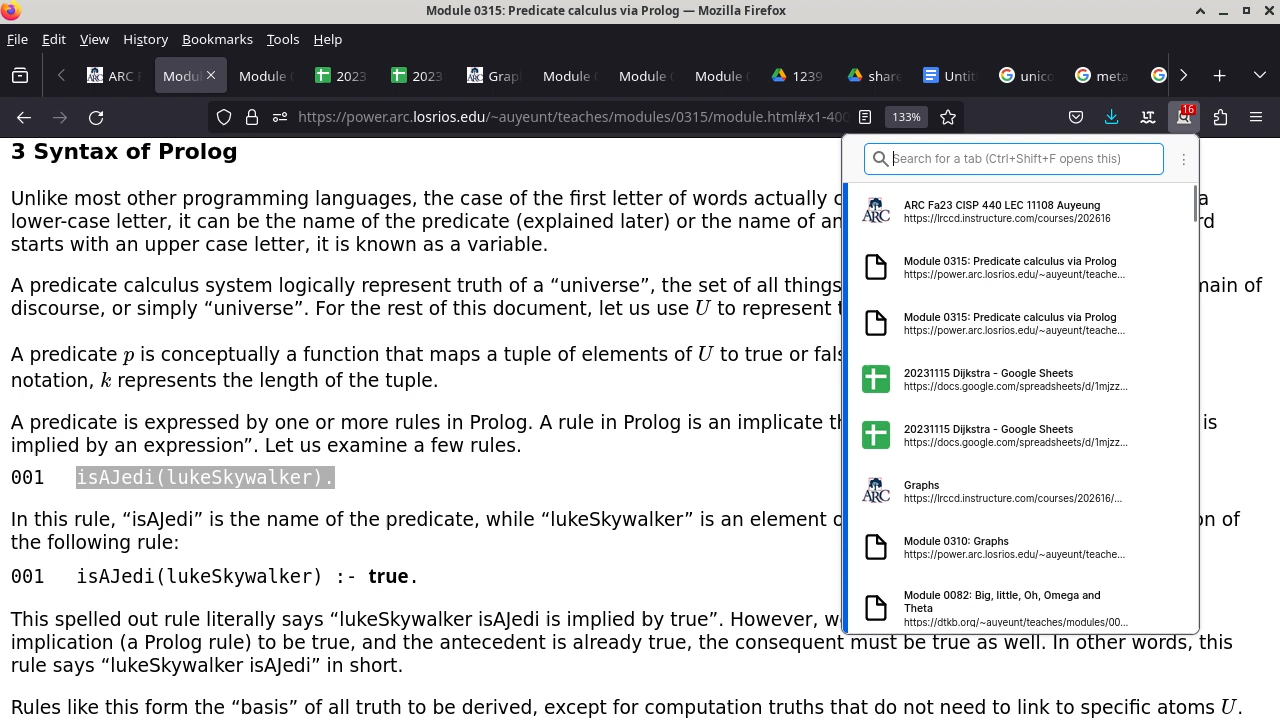 Module 0315: Predicate calculus via Prolog — Mozilla Firefox
File Edit View History Bookmarks Tools Help
ARC Modu Module 2023 2023 Grap Module Module Module 1239 share Untit unico meta
https://power.arc.losrios.edu/~auyeunt/teaches/modules/0315/module.html#x1-400 133% 16
3 Syntax of Prolog
Unlike most other programming languages, the case of the first letter of words actually a
lower-case letter, it can be the name of the predicate (explained later) or the name of an
starts with an upper case letter, it is known as a variable.
A predicate calculus system logically represent truth of a “universe”, the set of all things of
discourse, or simply “universe”. For the rest of this document, let us use U to represent
A predicate p is conceptually a function that maps a tuple of elements of U to true or
notation, k represents the length of the tuple.
A predicate is expressed by one or more rules in Prolog. A rule in Prolog is an implicate is
implied by an expression”. Let us examine a few rules.
001 isAJedi(lukeSkywalker).
In this rule, “isAJedi” is the name of the predicate, while “lukeSkywalker” is an element of
the following rule:
001 isAJedi(lukeSkywalker) :- true.
This spelled out rule literally says “lukeSkywalker isAJedi is implied by true”. However,
implication (a Prolog rule) to be true, and the antecedent is already true, the consequent must be true as well. In other words, this
rule says “lukeSkywalker isAJedi” in short.
Rules like this form the “basis” of all truth to be derived, except for computation truths that do not need to link to specific atoms U.
Search for a tab (Ctrl+Shift+F opens this)
ARC Fa23 CISP 440 LEC 11108 Auyeung
https://lrccd.instructure.com/courses/202616
Module 0315: Predicate calculus via Prolog
https://power.arc.losrios.edu/~auyeunt/teache...
Module 0315: Predicate calculus via Prolog
https://power.arc.losrios.edu/~auyeunt/teache...
20231115 Dijkstra - Google Sheets
https://docs.google.com/spreadsheets/d/1mjzz...
20231115 Dijkstra - Google Sheets
https://docs.google.com/spreadsheets/d/1mjzz...
ARC
Graphs
https://lrccd.instructure.com/courses/202616/...
Module 0310: Graphs
https://power.arc.losrios.edu/~auyeunt/teache...
Module 0082: Big, little, Oh, Omega and
Theta
https://dtkb.org/~auyeunt/teaches/modules/00...